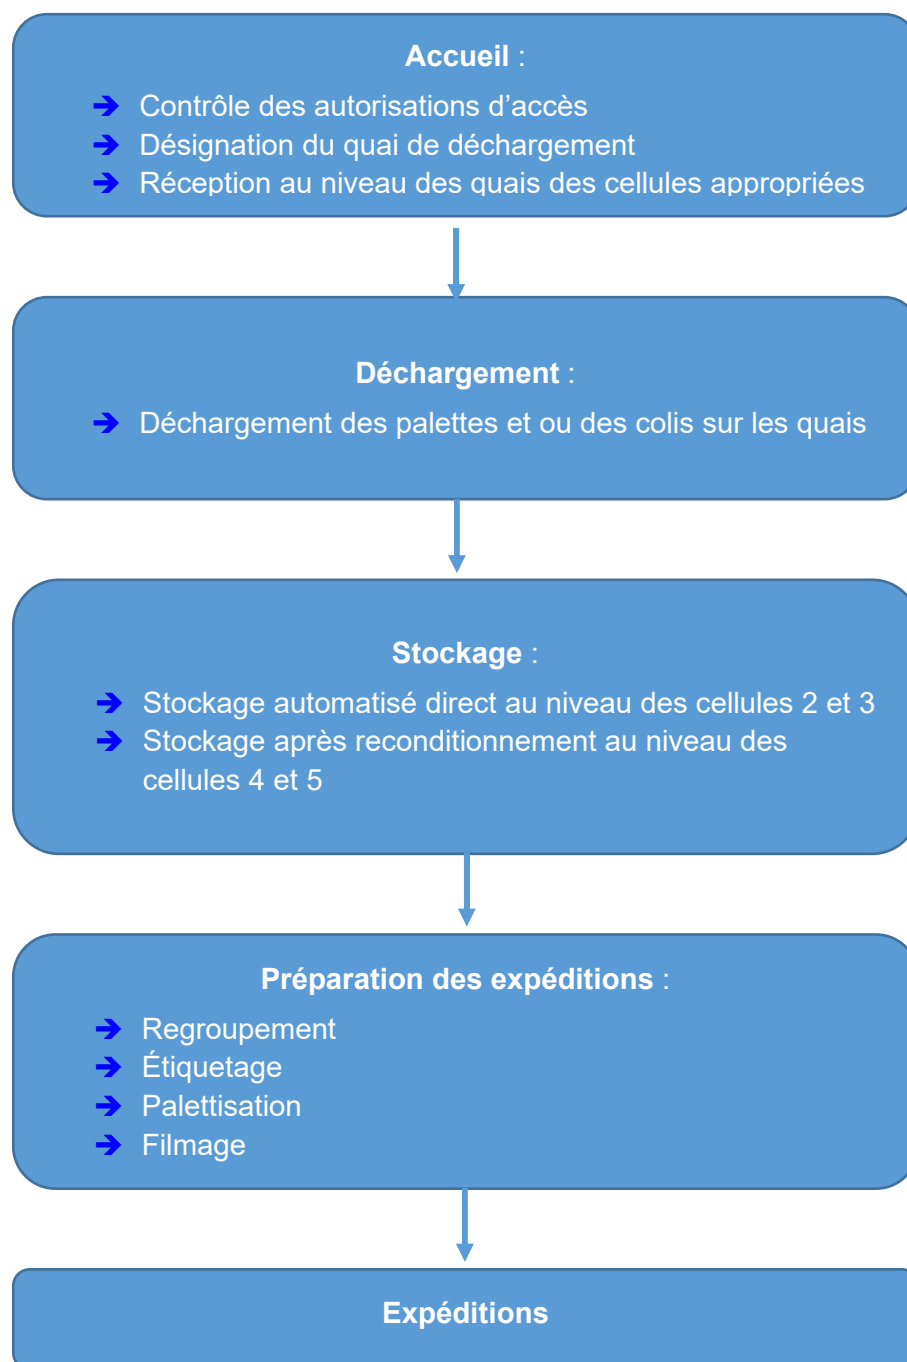 Accueil :
➔ Contrôle des autorisations d’accès
➔ Désignation du quai de déchargement
➔ Réception au niveau des quais des cellules appropriées
Déchargement :
➔ Déchargement des palettes et ou des colis sur les quais
Stockage :
➔ Stockage automatisé direct au niveau des cellules 2 et 3
➔ Stockage après reconditionnement au niveau des
cellules 4 et 5
Préparation des expéditions :
➔ Regroupement
➔ Étiquetage
➔ Palettisation
➔ Filmage
Expéditions